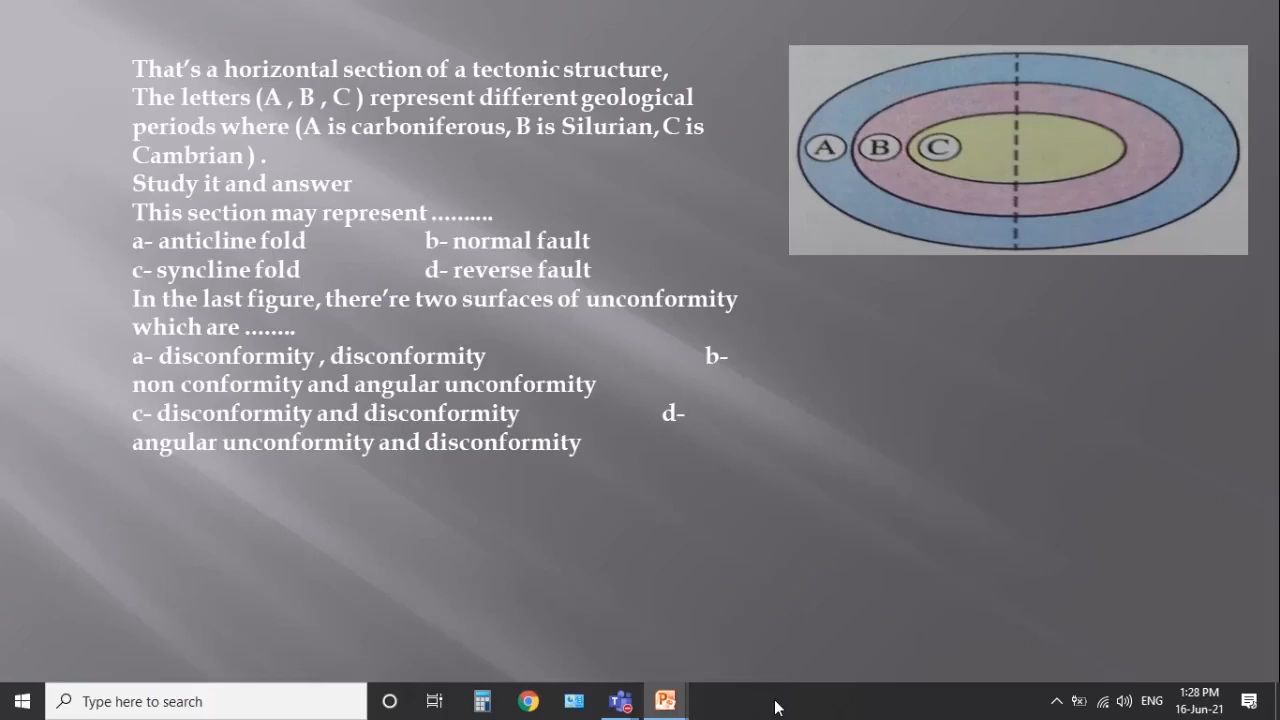 That's a horizontal section of a tectonic structure,
The letters (A , B , C ) represent different geological
periods where (A is carboniferous, B is Silurian, C is
Cambrian ) .
Study it and answer
This section may represent ..........
a- anticline fold b- normal fault
c- syncline fold d- reverse fault
In the last figure, there're two surfaces of unconformity
which are ........
a- disconformity , disconformity b-
non conformity and angular unconformity
c- disconformity and disconformity d-
angular unconformity and disconformity
A B C
Type here to search
ENG
1:28 PM
16-Jun-21